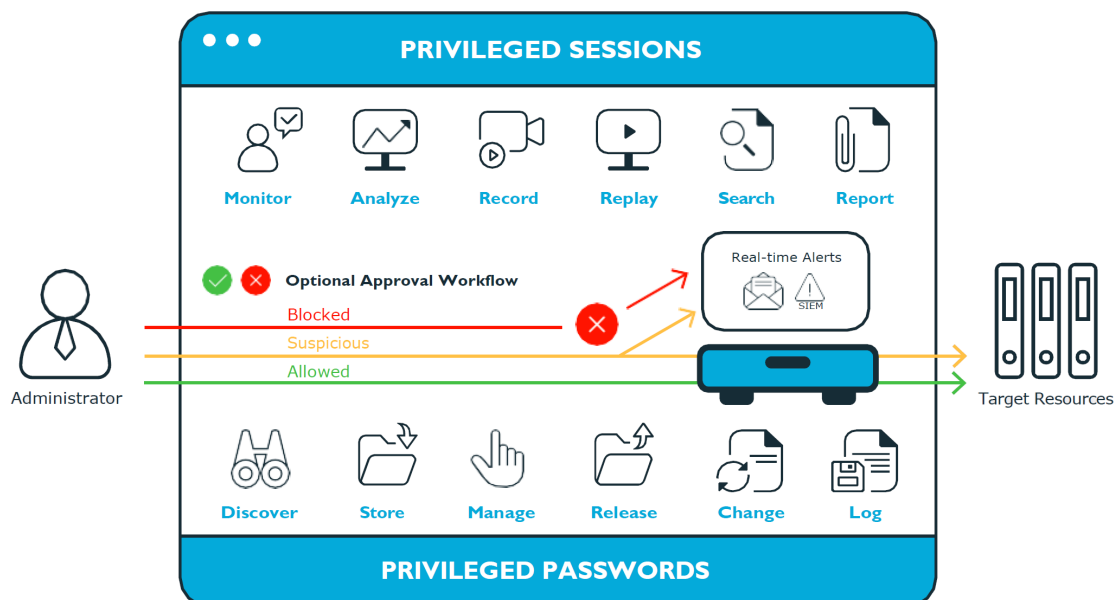 PRIVILEGED SESSIONS
Monitor
Analyze
Record
Replay
Search
Report
Real-time Alerts
SIEM
Optional Approval Workflow
Blocked
Suspicious
Allowed
Administrator
Target Resources
Discover
Store
Manage
Release
Change
Log
PRIVILEGED PASSWORDS